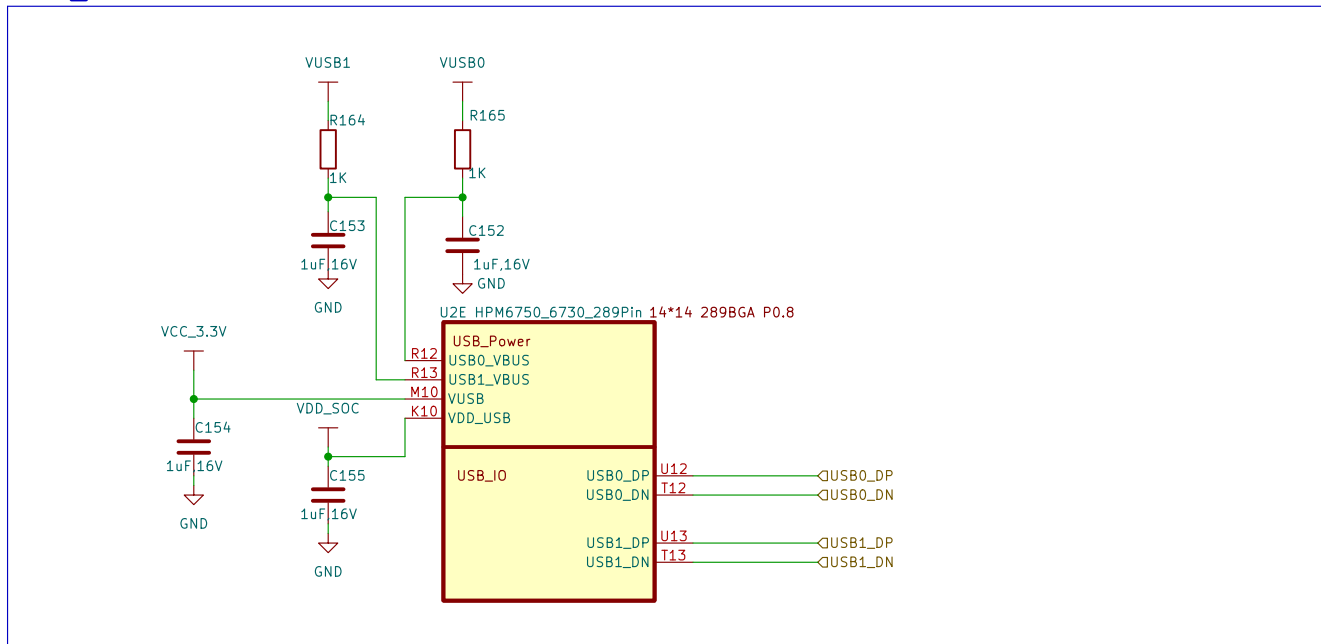 VUSB1
VUSB0
R164
R165
1K
1K
C153
C152
1uF,16V
1uF,16V
GND
GND
U2E HPM6750_6730_289Pin 14*14 289BGA P0.8
VCC_3.3V
USB_Power
R12 USB0_VBUS
R13 USB1_VBUS
M10 VUSB
VDD_SOC
K10 VDD_USB
C154
1uF,16V
C155
USB_IO
USB0_DP U12 USB0_DP
USB0_DN T12 USB0_DN
1uF,16V
GND
USB1_DP U13 USB1_DP
USB1_DN T13 USB1_DN
GND